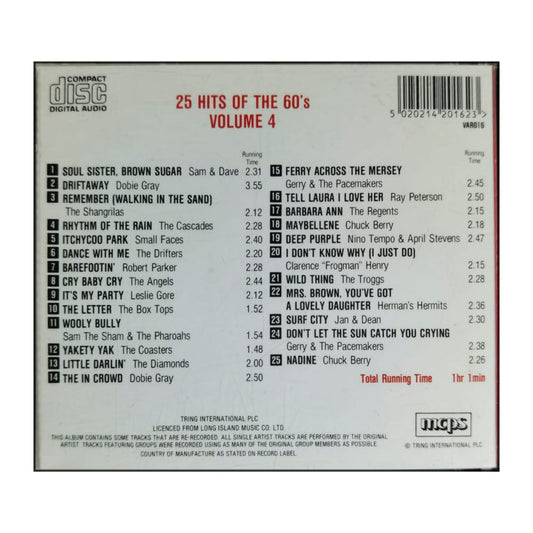 COMPACT
disc
DIGITAL AUDIO
25 HITS OF THE 60's
VOLUME 4
5 020214 201623 >
VAR016
Running
Time
1 SOUL SISTER, BROWN SUGAR Sam & Dave 2.31
2 DRIFTAWAY Dobie Gray 3.55
3 REMEMBER (WALKING IN THE SAND)
The Shangrilas 2.12
4 RHYTHM OF THE RAIN The Cascades 2.28
5 ITCHYCOO PARK Small Faces 2.40
6 DANCE WITH ME The Drifters 2.20
7 BAREFOOTIN' Robert Parker 2.28
8 CRY BABY CRY The Angels 2.44
9 IT'S MY PARTY Leslie Gore 2.12
10 THE LETTER The Box Tops 1.52
11 WOOLY BULLY
Sam The Sham & The Pharoahs 1.54
12 YAKETY YAK The Coasters 1.48
13 LITTLE DARLIN' The Diamonds 2.00
14 THE IN CROWD Dobie Gray 2.50
Running
Time
15 FERRY ACROSS THE MERSEY
Gerry & The Pacemakers 2.45
16 TELL LAURA I LOVE HER Ray Peterson 2.50
17 BARBARA ANN The Regents 2.10
18 MAYBELLENE Chuck Berry 2.18
19 DEEP PURPLE Nino Tempo & April Stevens 2.47
20 I DON'T KNOW WHY (I JUST DO)
Clarence "Frogman" Henry 2.15
21 WILD THING The Troggs 2.28
22 MRS. BROWN, YOU'VE GOT
A LOVELY DAUGHTER Herman's Hermits 2.36
23 SURF CITY Jan & Dean 2.30
24 DON'T LET THE SUN CATCH YOU CRYING
Gerry & The Pacemakers 2.38
25 NADINE Chuck Berry 2.26
Total Running Time 1hr 1min
TRING INTERNATIONAL PLC
LICENCED FROM LONG ISLAND MUSIC CO. LTD.
THIS ALBUM CONTAINS SOME TRACKS THAT ARE RE-RECORDED. ALL SINGLE ARTIST TRACKS ARE PERFORMED BY THE ORIGINAL
ARTIST. TRACKS FEATURING GROUPS WERE RE-RECORDED USING AS MANY OF THE ORIGINAL GROUP MEMBERS AS POSSIBLE.
COUNTRY OF MANUFACTURE AS STATED ON RECORD LABEL.
mcps
© TRING INTERNATIONAL PLC.